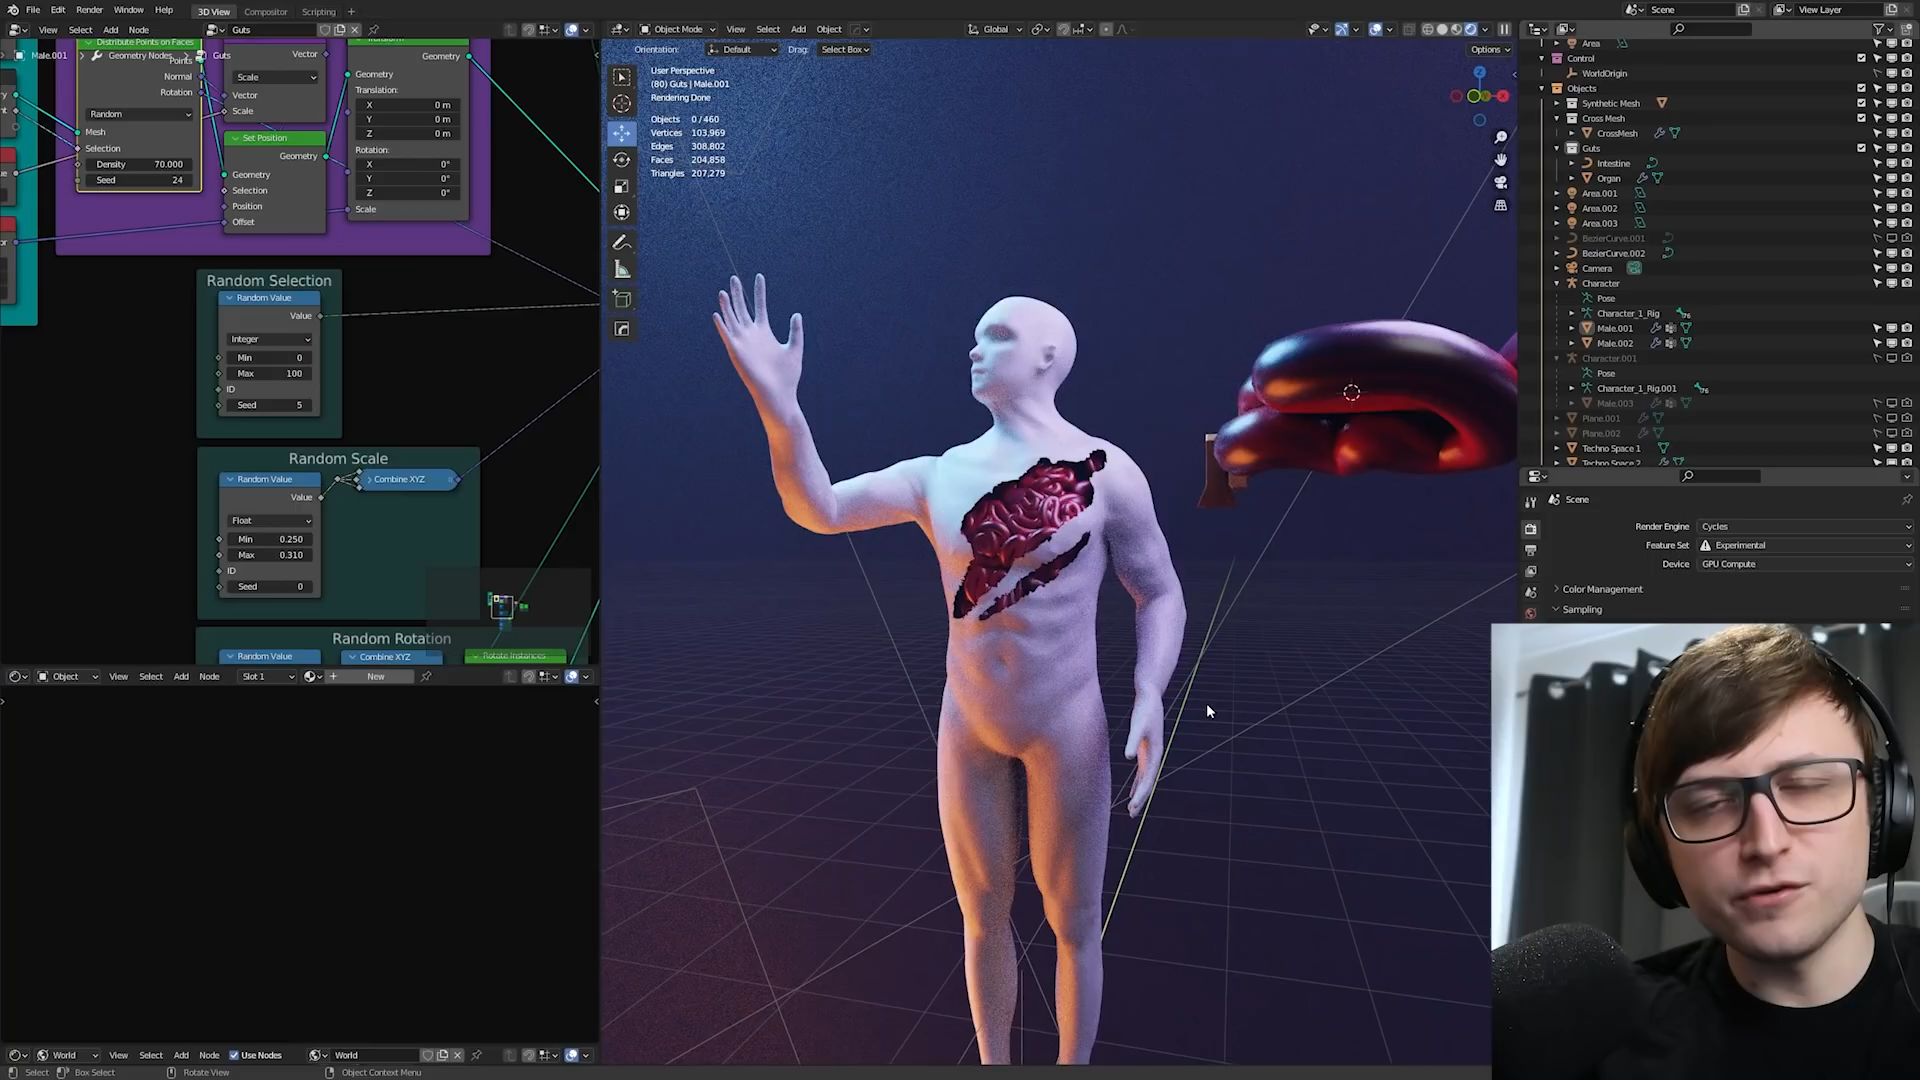 File Edit Render Window Help 3D View Compositor Scripting + Scene View Layer
View Select Add Node Guts
Object Mode View Select Add Object Global
Orientation: Default Drag: Select Box Options
Distribute Points on Faces
Male.001 Geometry Nodes Guts
Points
Normal
Rotation
Random
Mesh
Selection
Density 70.000
Seed 24
Vector
Scale
Vector
Scale
Set Position
Geometry
Geometry
Selection
Position
Offset
Geometry
Geometry
Translation:
X 0 m
Y 0 m
Z 0 m
Rotation:
X 0°
Y 0°
Z 0°
Scale
Random Selection
Random Value
Value
Integer
Min 0
Max 100
ID
Seed 5
Random Scale
Random Value
Combine XYZ
Value
Float
Min 0.250
Max 0.310
ID
Seed 0
Random Rotation
Random Value Combine XYZ Rotate Instances
Object View Select Add Node Slot 1 New
World View Select Add Node Use Nodes World
Select Box Select Rotate View Object Context Menu
User Perspective
(80) Guts | Male.001
Rendering Done
Objects 0/460
Vertices 103,969
Edges 308,802
Faces 204,858
Triangles 207,279
Z
X
Area
Control
WorldOrigin
Objects
Synthetic Mesh
Cross Mesh
CrossMesh
Guts
Intestine
Organ
Area.001
Area.002
Area.003
BezierCurve.001
BezierCurve.002
Camera
Character
Pose
Character_1_Rig
76
Male.001
Male.002
Character.001
Pose
Character_1_Rig.001
76
Male.003
Plane.001
Plane.002
Techno Space 1
Techno Space 2
Scene
Render Engine Cycles
Feature Set Experimental
Device GPU Compute
Color Management
Sampling